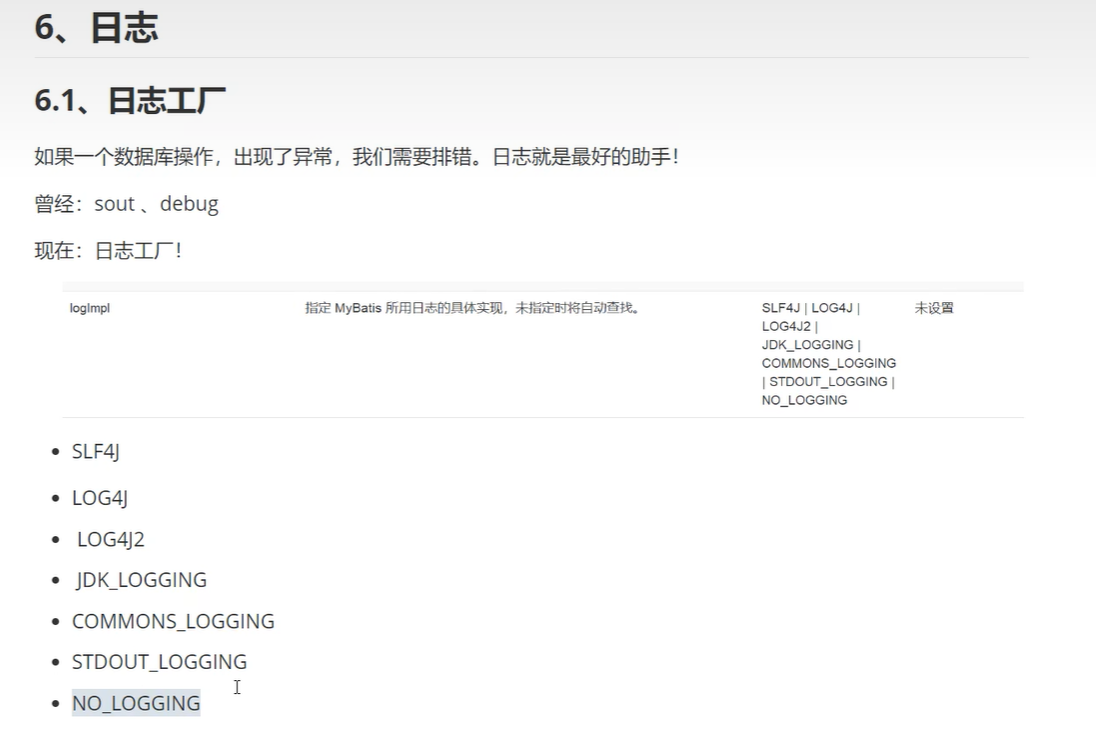 6、日志
6.1、日志工厂
如果一个数据库操作，出现了异常，我们需要排错。日志就是最好的助手！
曾经：sout 、debug
现在：日志工厂！
logImpl 指定 MyBatis 所用日志的具体实现，未指定时将自动查找。 SLF4J | LOG4J | 未设置
LOG4J2 |
JDK_LOGGING |
COMMONS_LOGGING
| STDOUT_LOGGING |
NO_LOGGING
• SLF4J
• LOG4J
• LOG4J2
• JDK_LOGGING
• COMMONS_LOGGING
• STDOUT_LOGGING
• NO_LOGGING